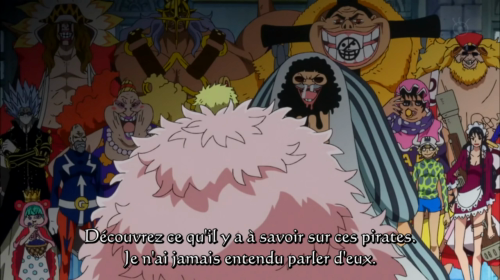 Découvrez ce qu'il y a à savoir sur ces pirates.
Je n'ai jamais entendu parler d'eux.